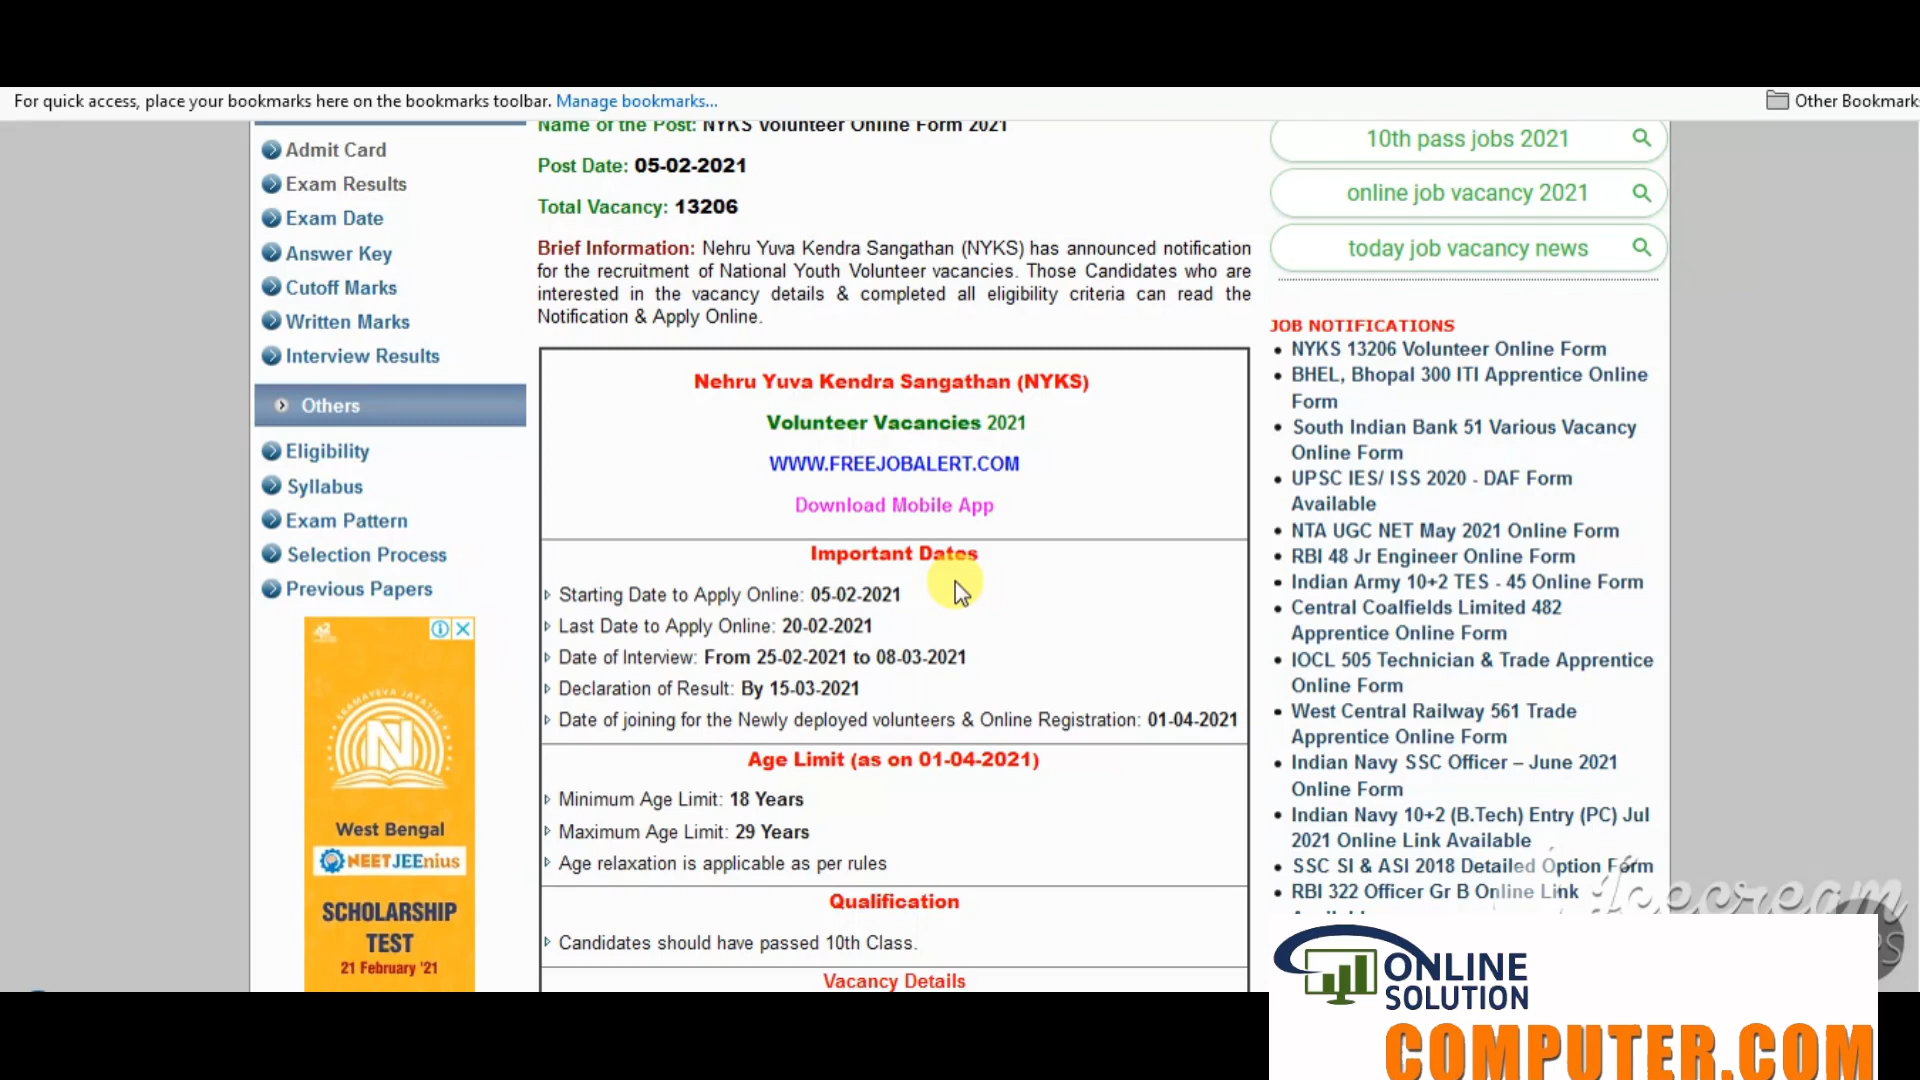 For quick access, place your bookmarks here on the bookmarks toolbar. Manage bookmarks...
Other Bookmark
Admit Card
Exam Results
Exam Date
Answer Key
Cutoff Marks
Written Marks
Interview Results
Others
Eligibility
Syllabus
Exam Pattern
Selection Process
Previous Papers
SRAMAYEVA JAYATHE
N
West Bengal
NEETJEEnius
SCHOLARSHIP
TEST
21 February '21
Name of the Post: NYKS Volunteer Online Form 2021
Post Date: 05-02-2021
Total Vacancy: 13206
Brief Information: Nehru Yuva Kendra Sangathan (NYKS) has announced notification
for the recruitment of National Youth Volunteer vacancies. Those Candidates who are
interested in the vacancy details & completed all eligibility criteria can read the
Notification & Apply Online.
Nehru Yuva Kendra Sangathan (NYKS)
Volunteer Vacancies 2021
WWW.FREEJOBALERT.COM
Download Mobile App
Important Dates
Starting Date to Apply Online: 05-02-2021
Last Date to Apply Online: 20-02-2021
Date of Interview: From 25-02-2021 to 08-03-2021
Declaration of Result: By 15-03-2021
Date of joining for the Newly deployed volunteers & Online Registration: 01-04-2021
Age Limit (as on 01-04-2021)
Minimum Age Limit: 18 Years
Maximum Age Limit: 29 Years
Age relaxation is applicable as per rules
Qualification
Candidates should have passed 10th Class.
Vacancy Details
10th pass jobs 2021
online job vacancy 2021
today job vacancy news
JOB NOTIFICATIONS
NYKS 13206 Volunteer Online Form
BHEL, Bhopal 300 ITI Apprentice Online
Form
South Indian Bank 51 Various Vacancy
Online Form
UPSC IES/ ISS 2020 - DAF Form
Available
NTA UGC NET May 2021 Online Form
RBI 48 Jr Engineer Online Form
Indian Army 10+2 TES - 45 Online Form
Central Coalfields Limited 482
Apprentice Online Form
IOCL 505 Technician & Trade Apprentice
Online Form
West Central Railway 561 Trade
Apprentice Online Form
Indian Navy SSC Officer – June 2021
Online Form
Indian Navy 10+2 (B.Tech) Entry (PC) Jul
2021 Online Link Available
SSC SI & ASI 2018 Detailed Option Form
RBI 322 Officer Gr B Online Link
Icecream
ONLINE
SOLUTION
COMPUTER.COM